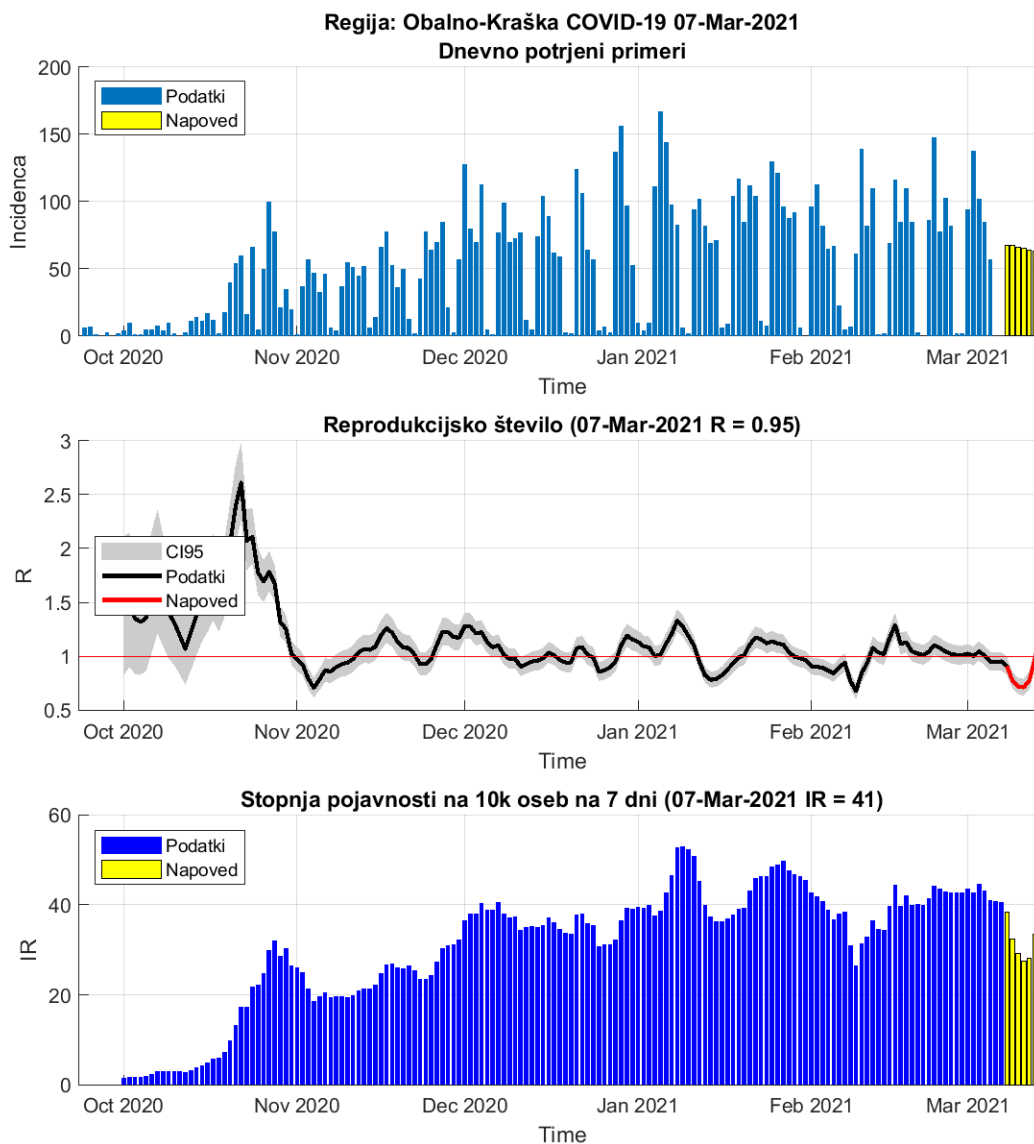 Regija: Obalno-Kraška COVID-19 07-Mar-2021
Dnevno potrjeni primeri
200
150
100
50
0
Incidenca
Podatki
Napoved
Oct 2020 Nov 2020 Dec 2020 Jan 2021 Feb 2021 Mar 2021
Time
Reprodukcijsko število (07-Mar-2021 R = 0.95)
3
2.5
2
1.5
1
0.5
R
CI95
Podatki
Napoved
Oct 2020 Nov 2020 Dec 2020 Jan 2021 Feb 2021 Mar 2021
Time
Stopnja pojavnosti na 10k oseb na 7 dni (07-Mar-2021 IR = 41)
60
40
20
0
IR
Podatki
Napoved
Oct 2020 Nov 2020 Dec 2020 Jan 2021 Feb 2021 Mar 2021
Time